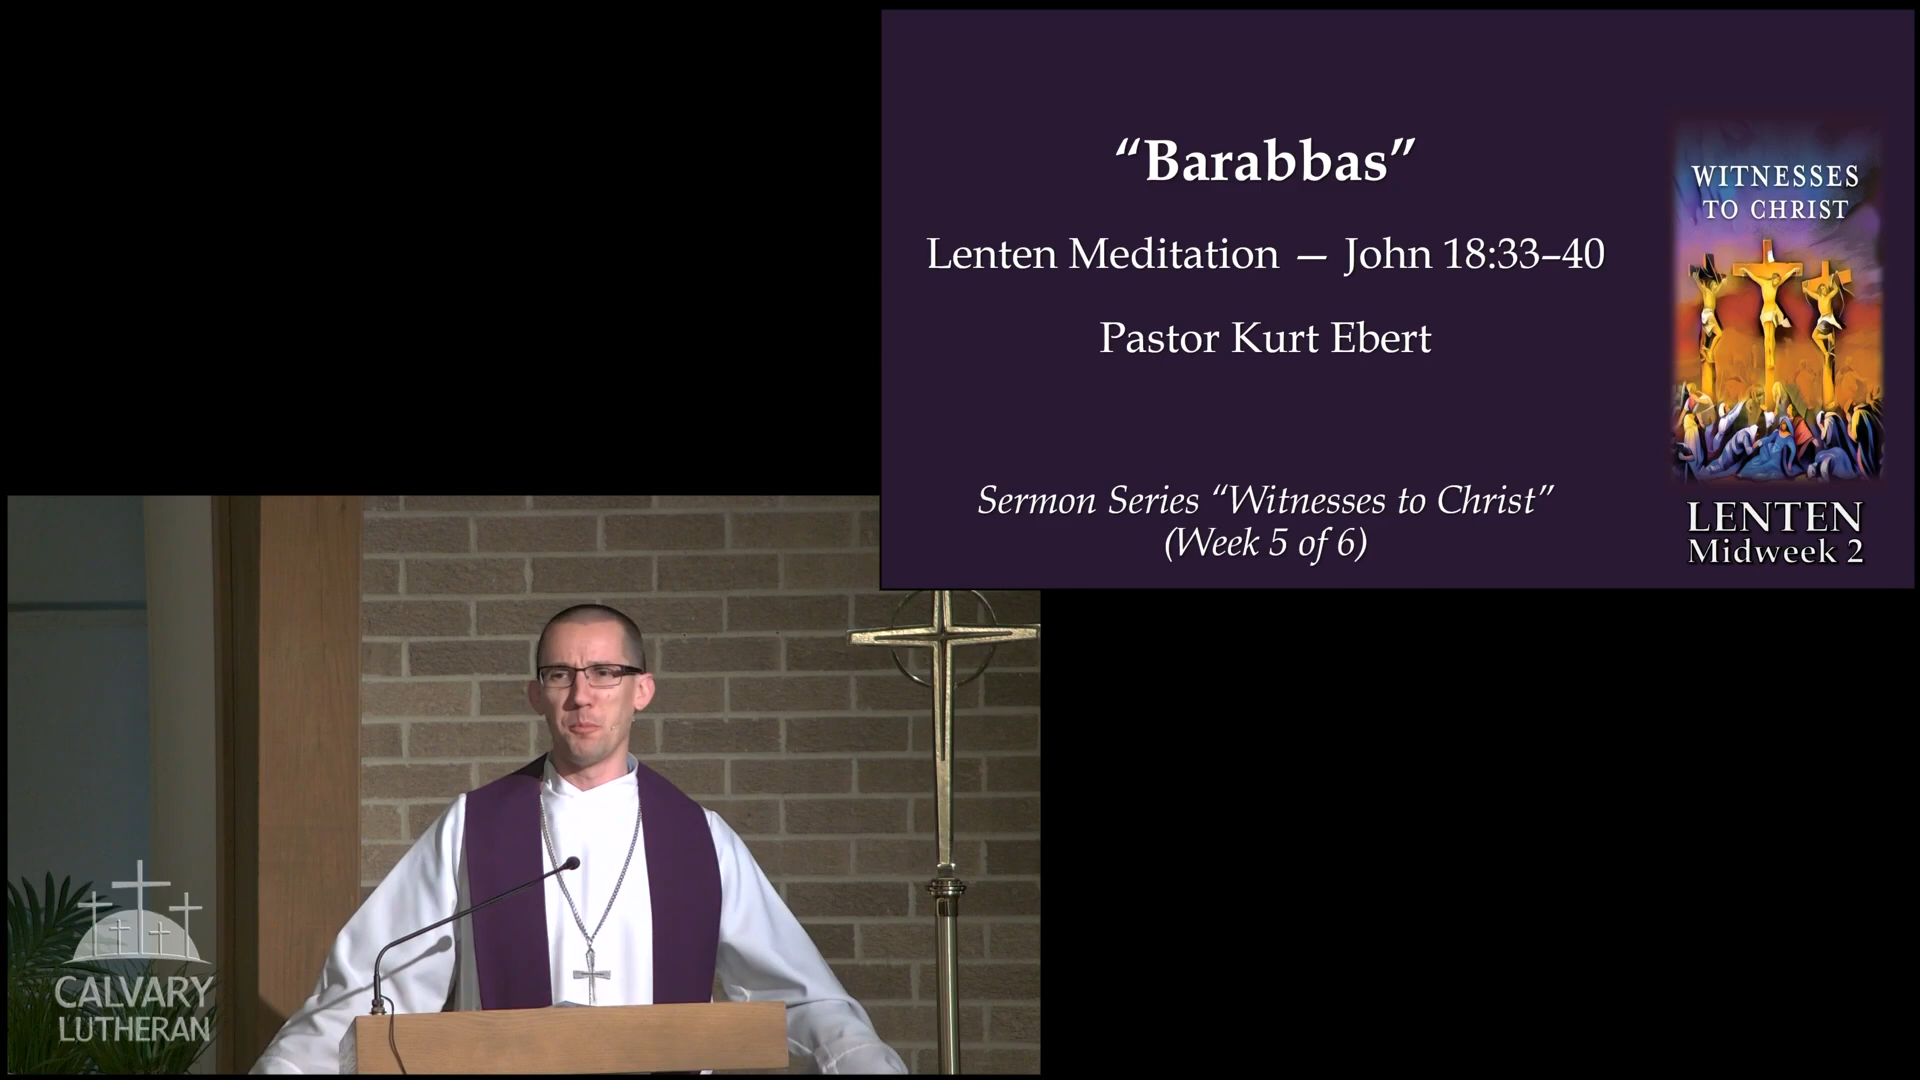 “Barabbas”
Lenten Meditation — John 18:33–40
Pastor Kurt Ebert
Sermon Series “Witnesses to Christ”
(Week 5 of 6)
WITNESSES
TO CHRIST
LENTEN
Midweek 2
CALVARY
LUTHERAN